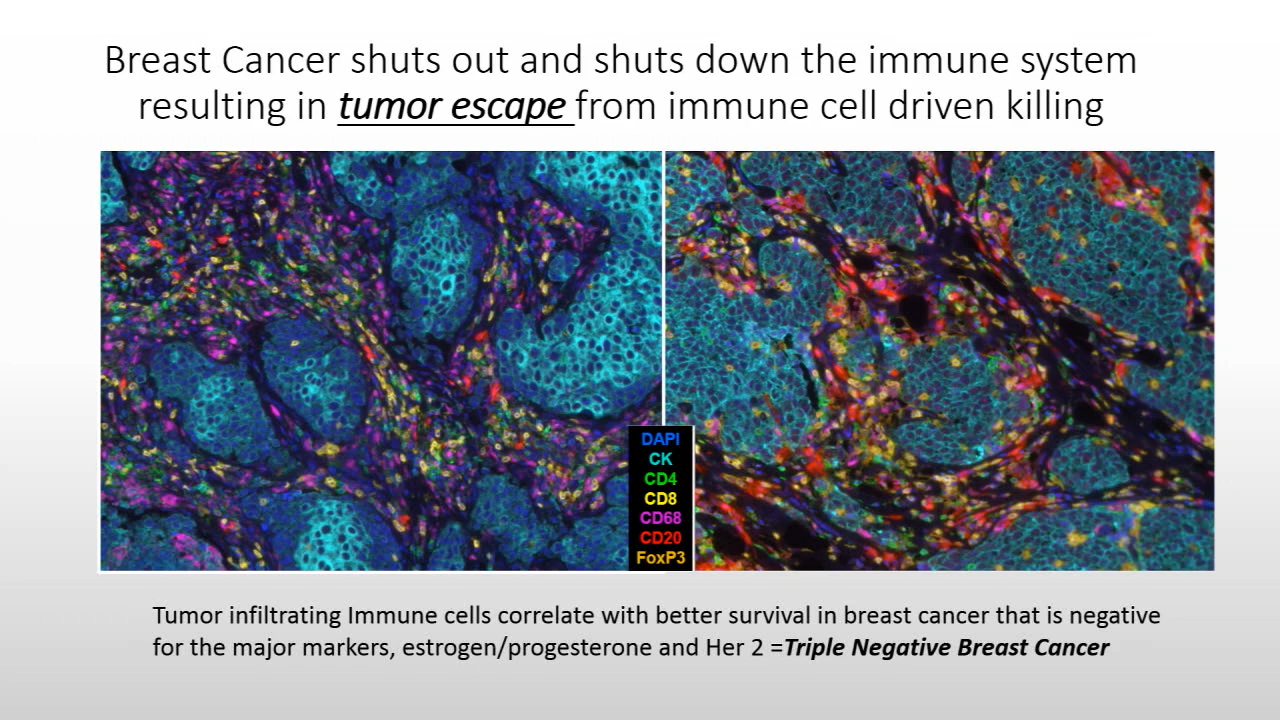 Breast Cancer shuts out and shuts down the immune system
resulting in tumor escape from immune cell driven killing
DAPI
CK
CD4
CD8
CD68
CD20
FoxP3
Tumor infiltrating Immune cells correlate with better survival in breast cancer that is negative
for the major markers, estrogen/progesterone and Her 2 =Triple Negative Breast Cancer